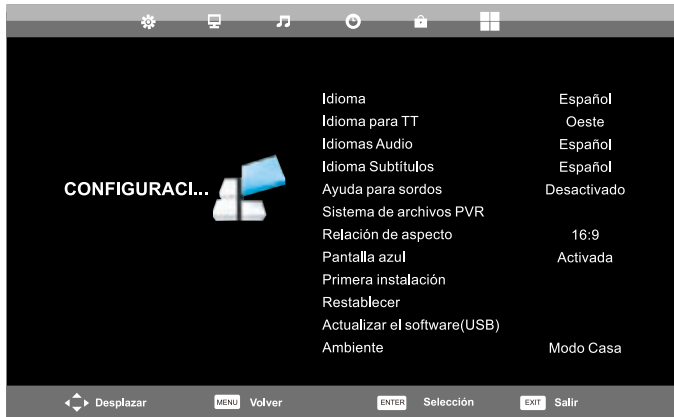 CONFIGURACI...
Idioma Español
Idioma para TT Oeste
Idiomas Audio Español
Idioma Subtítulos Español
Ayuda para sordos Desactivado
Sistema de archivos PVR
Relación de aspecto 16:9
Pantalla azul Activada
Primera instalación
Restablecer
Actualizar el software(USB)
Ambiente Modo Casa
Desplazar MENU Volver ENTER Selección EXIT Salir